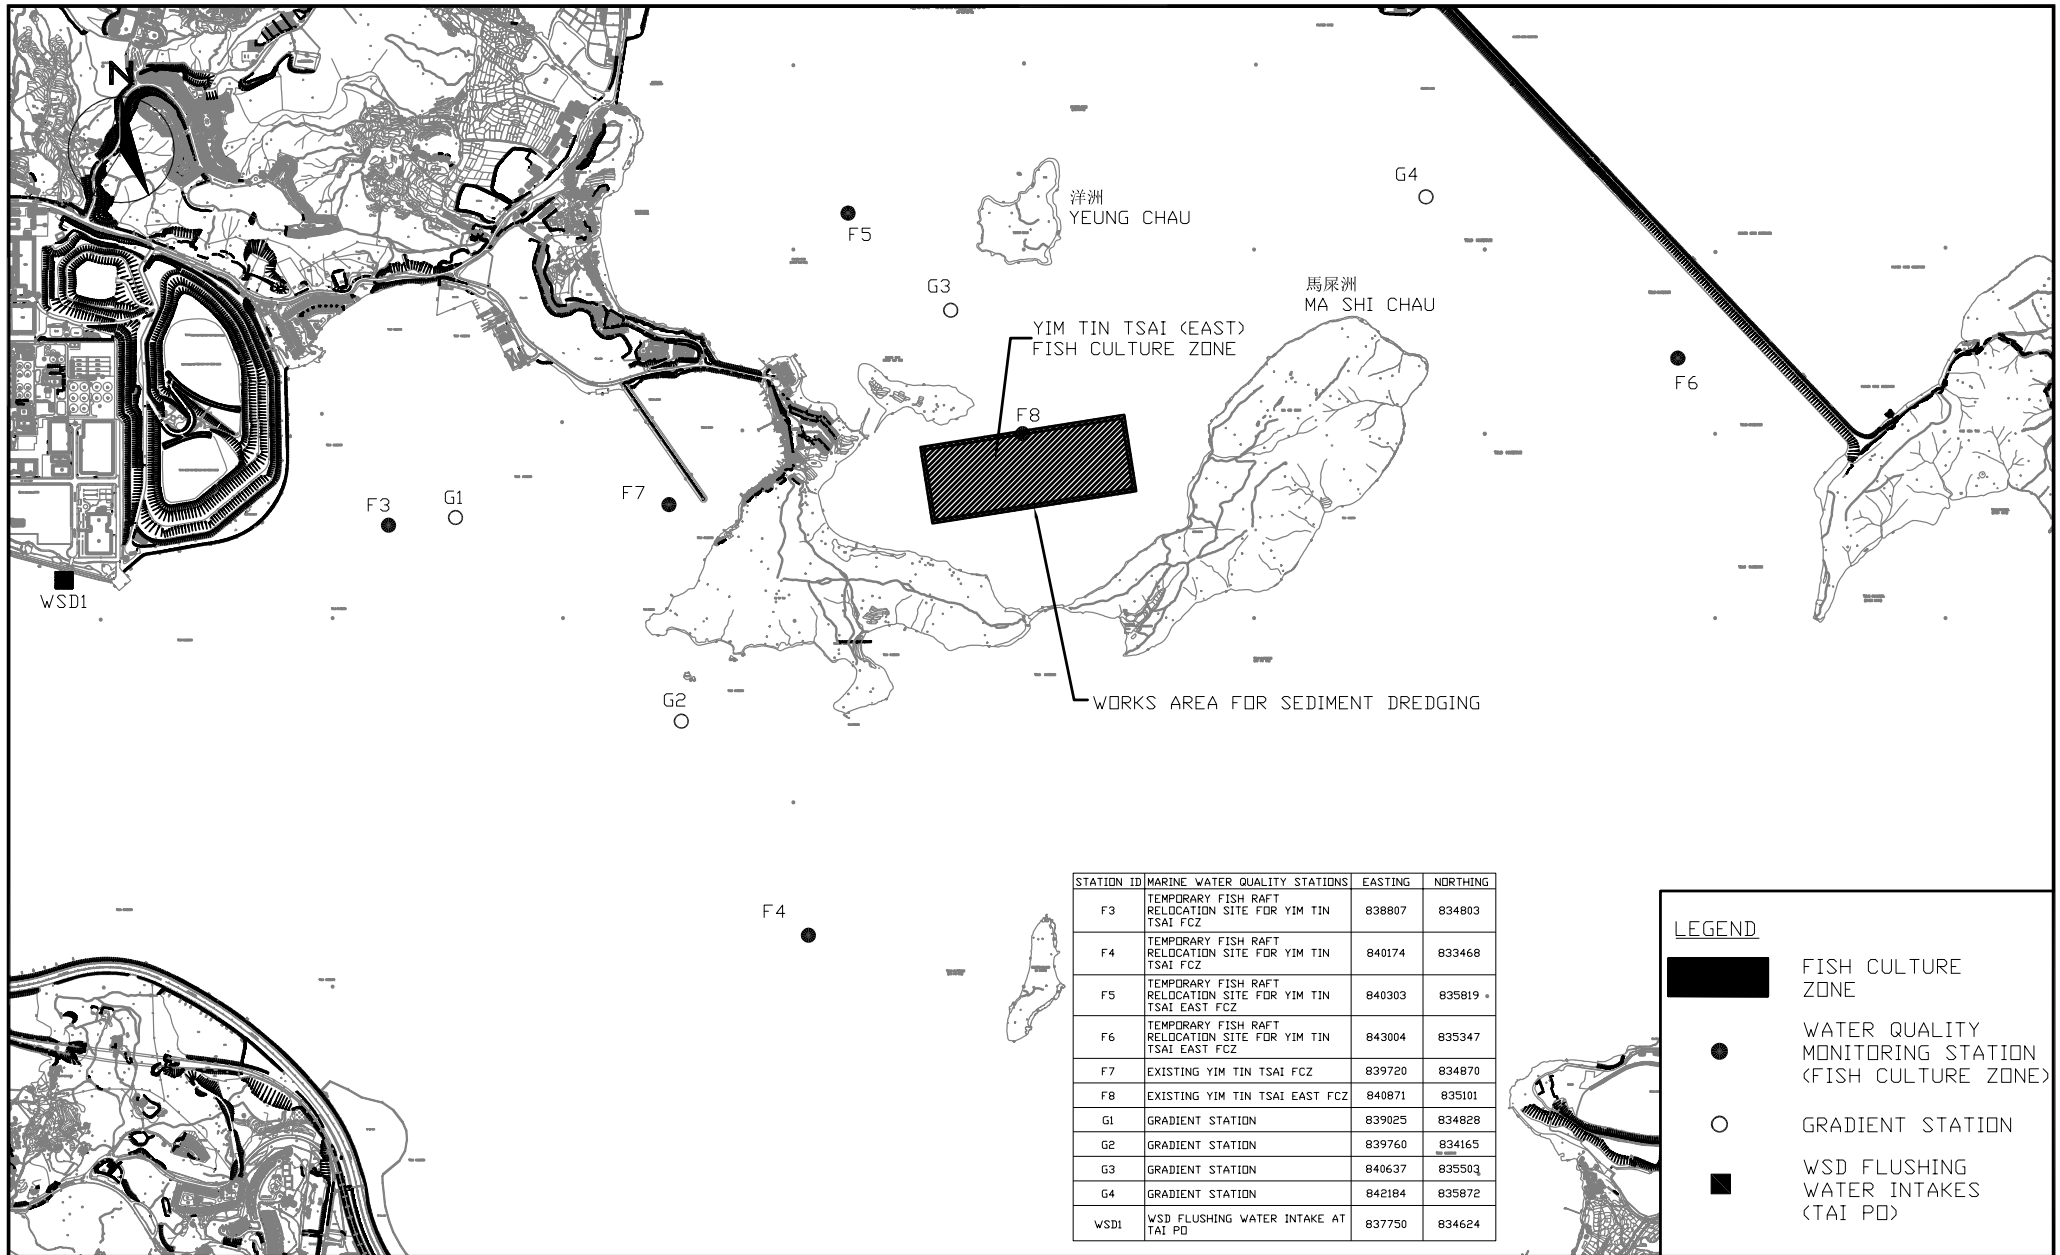 N
G4
洋洲
YEUNG CHAU
F5
馬屎洲
MA SHI CHAU
G3
YIM TIN TSAI (EAST)
FISH CULTURE ZONE
F6
F8
F7
F3
G1
WSD1
G2
WORKS AREA FOR SEDIMENT DREDGING
F4
STATION ID MARINE WATER QUALITY STATIONS EASTING NORTHING
TEMPORARY FISH RAFT
F3 RELOCATION SITE FOR YIM TIN 838807 834803
TSAI FCZ
TEMPORARY FISH RAFT
F4 RELOCATION SITE FOR YIM TIN 840174 833468
TSAI FCZ
TEMPORARY FISH RAFT
F5 RELOCATION SITE FOR YIM TIN 840303 835819
TSAI EAST FCZ
TEMPORARY FISH RAFT
F6 RELOCATION SITE FOR YIM TIN 843004 835347
TSAI EAST FCZ
F7 EXISTING YIM TIN TSAI FCZ 839720 834870
F8 EXISTING YIM TIN TSAI EAST FCZ 840871 835101
G1 GRADIENT STATION 839025 834828
G2 GRADIENT STATION 839760 834165
G3 GRADIENT STATION 840637 835503
G4 GRADIENT STATION 842184 835872
WSD1 WSD FLUSHING WATER INTAKE AT 837750 834624
TAI PO
LEGEND
FISH CULTURE
ZONE
WATER QUALITY
MONITORING STATION
(FISH CULTURE ZONE)
GRADIENT STATION
WSD FLUSHING
WATER INTAKES
(TAI PO)